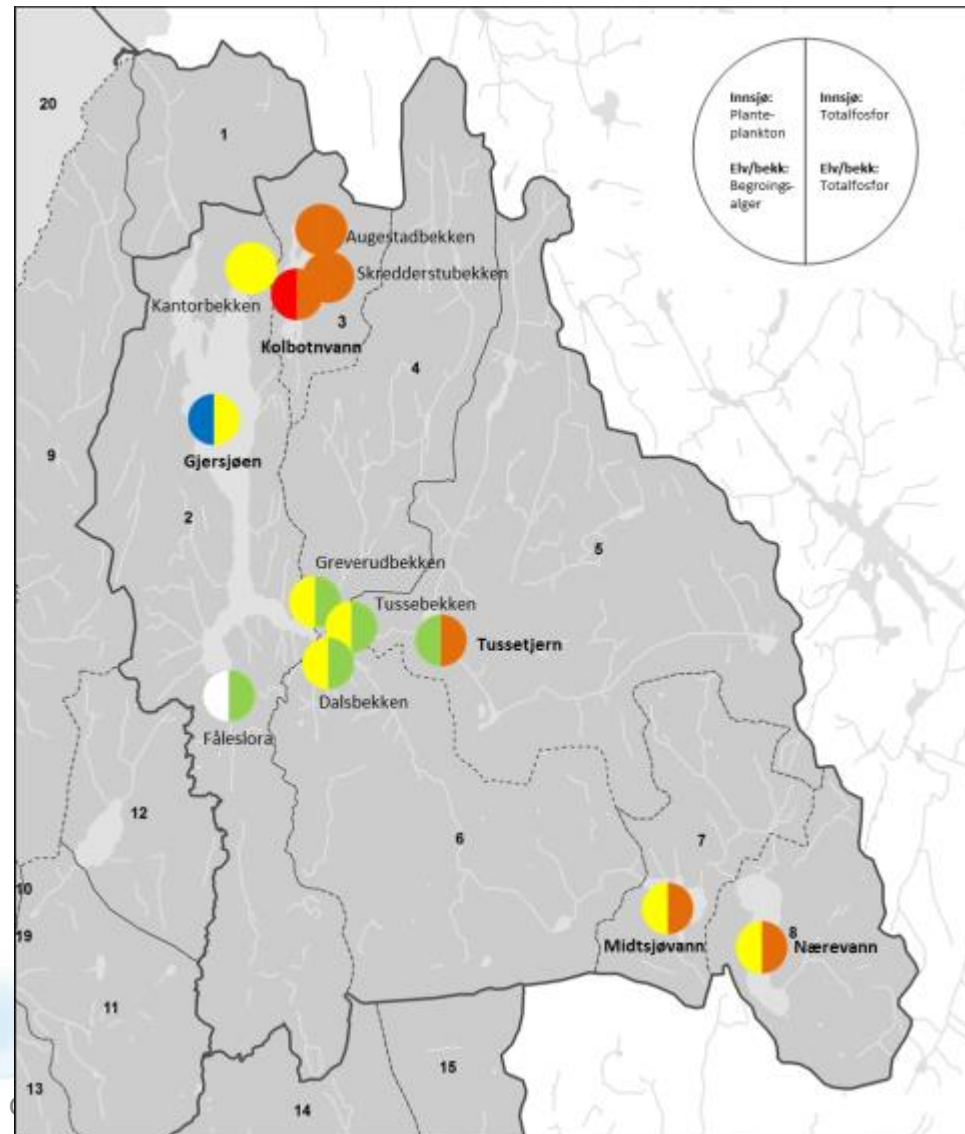 Innsjø:
Plante-
plankton
Elv/bekk:
Begroings-
alger
Innsjø:
Totalfosfor
Elv/bekk:
Totalfosfor
20
1
Augestadbekken
Skredderstubekken
Kantorbekken
3
Kolbotnvann
4
9
Gjersjøen
2
5
Greverudbekken
Tussebekken
Tussetjern
Dalsbekken
Fåleslora
12
7
6
10
19
Midtsjøvann
8
Nærevann
11
15
13
14